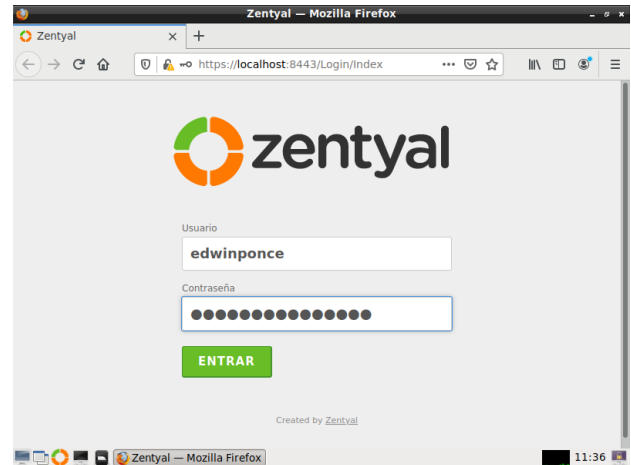 Zentyal — Mozilla Firefox
Zentyal
https://localhost:8443/Login/Index
zentyal
Usuario
edwinponce
Contraseña
●●●●●●●●●●●●●●●
ENTRAR
Created by Zentyal
Zentyal — Mozilla Firefox
11:36